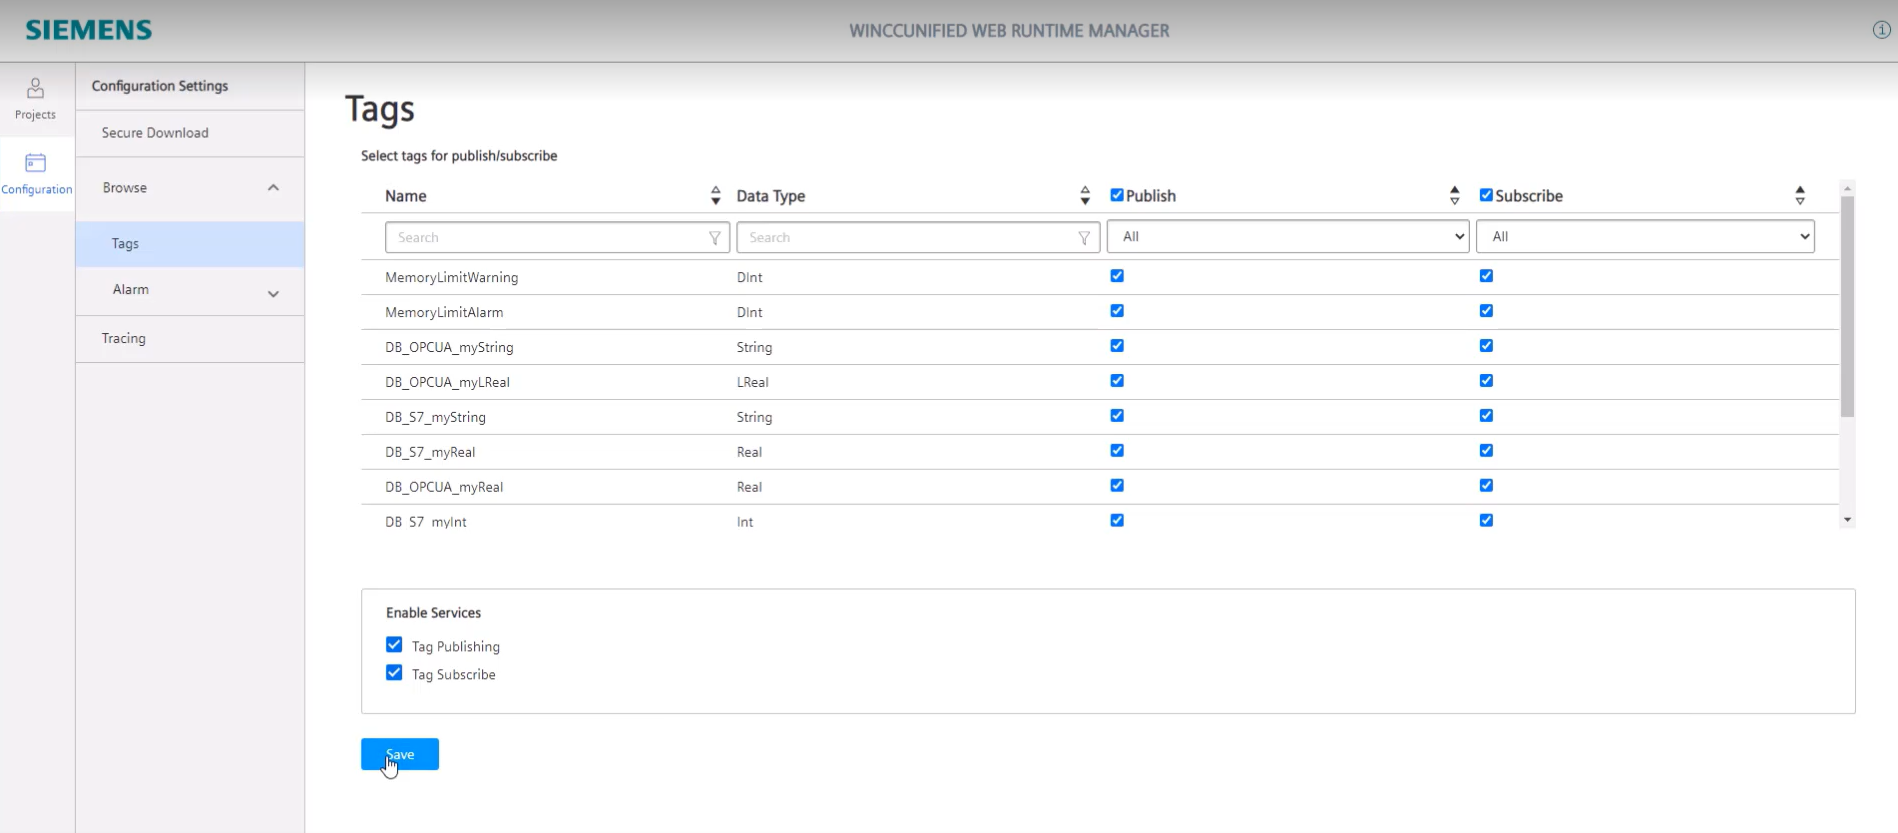 SIEMENS
WINCCUNIFIED WEB RUNTIME MANAGER
Projects
Configuration
Configuration Settings
Secure Download
Browse
Tags
Alarm
Tracing
Tags
Select tags for publish/subscribe
Name Data Type Publish Subscribe
Search Search All All
MemoryLimitWarning DInt
MemoryLimitAlarm DInt
DB_OPCUA_myString String
DB_OPCUA_myLReal LReal
DB_S7_myString String
DB_S7_myReal Real
DB_OPCUA_myReal Real
DB_S7_myInt Int
Enable Services
Tag Publishing
Tag Subscribe
Save